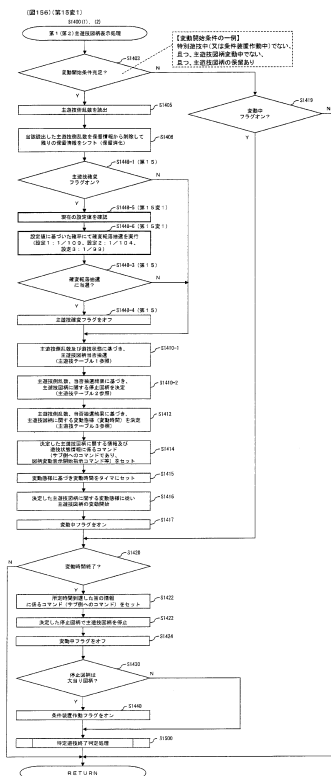 (図156)(第15変1)
S1400(1)、(2)
第1(第2)主遊技図柄表示処理
【変動開始条件の一例】
特別遊技中(又は条件装置作動中)でない、
且つ、主遊技図柄変動中でない、
且つ、主遊技図柄の保留あり
S1403
変動開始条件充足?
N
Y
S1419
変動中
フラグオン?
N
Y
S1405
主遊技側乱数を読出
S1406
当該読出した主遊技側乱数を保留情報から削除して
残りの保留情報をシフト(保留消化)
S1440-1(第15)
主遊技確変
フラグオン?
N
Y
S1440-5(第15変1)
現在の設定値を確認
S1440-6(第15変1)
設定値に基づいた確率にて確変転落抽選を実行
(設定1:1/109、設定2:1/104、
設定3:1/99)
S1440-3(第15)
確変転落抽選
に当選?
N
Y
S1440-4(第15)
主遊技確変フラグをオフ
S1410-1
主遊技側乱数及び遊技状態に基づき、
主遊技図柄当否抽選
(主遊技テーブル1参照)
S1410-2
主遊技側乱数、当否抽選結果に基づき、
主遊技図柄に関する停止図柄を決定
(主遊技テーブル2参照)
S1413
主遊技側乱数、当否抽選結果に基づき、
主遊技図柄に関する変動態様(変動時間)を決定
(主遊技テーブル3参照)
S1414
決定した主遊技図柄に関する情報及び
遊技状態情報に係るコマンド
(サブ側へのコマンドであり、
図柄変動表示開始指示コマンド等)をセット
S1415
変動態様に基づき変動時間をタイマにセット
S1416
決定した主遊技図柄に関する変動態様に従い
主遊技図柄の変動開始
S1417
変動中フラグをオン
S1420
変動時間終了?
N
Y
S1422
所定時間到達した旨の情報
に係るコマンド(サブ側へのコマンド)をセット
S1423
決定した停止図柄で主遊技図柄を停止
S1424
変動中フラグをオフ
S1430
停止図柄は
大当り図柄?
N
Y
S1440
条件装置作動フラグをオン
S1500
特定遊技終了判定処理
RETURN